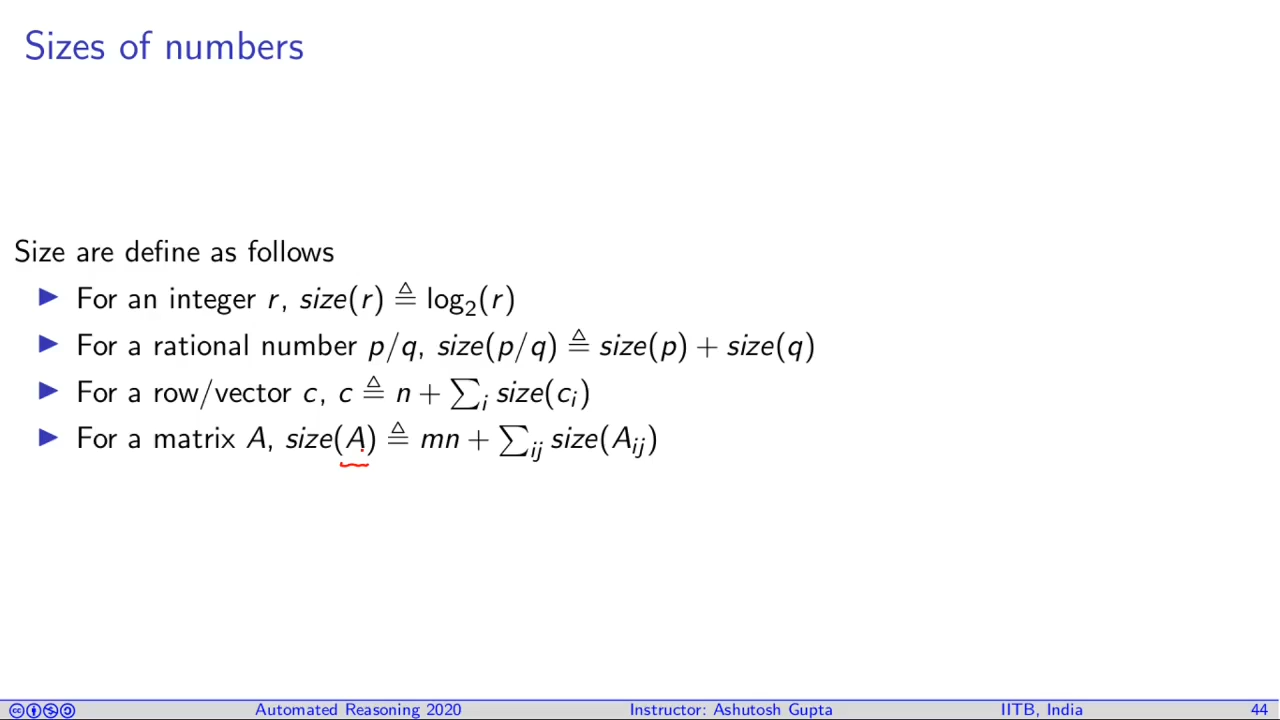 Sizes of numbers
Size are define as follows
▶ For an integer r, size(r) ≜ log₂(r)
▶ For a rational number p/q, size(p/q) ≜ size(p) + size(q)
▶ For a row/vector c, c ≜ n + ∑ᵢ size(cᵢ)
▶ For a matrix A, size(A) ≜ mn + ∑ᵢⱼ size(Aᵢⱼ)
Automated Reasoning 2020 Instructor: Ashutosh Gupta IITB, India 44